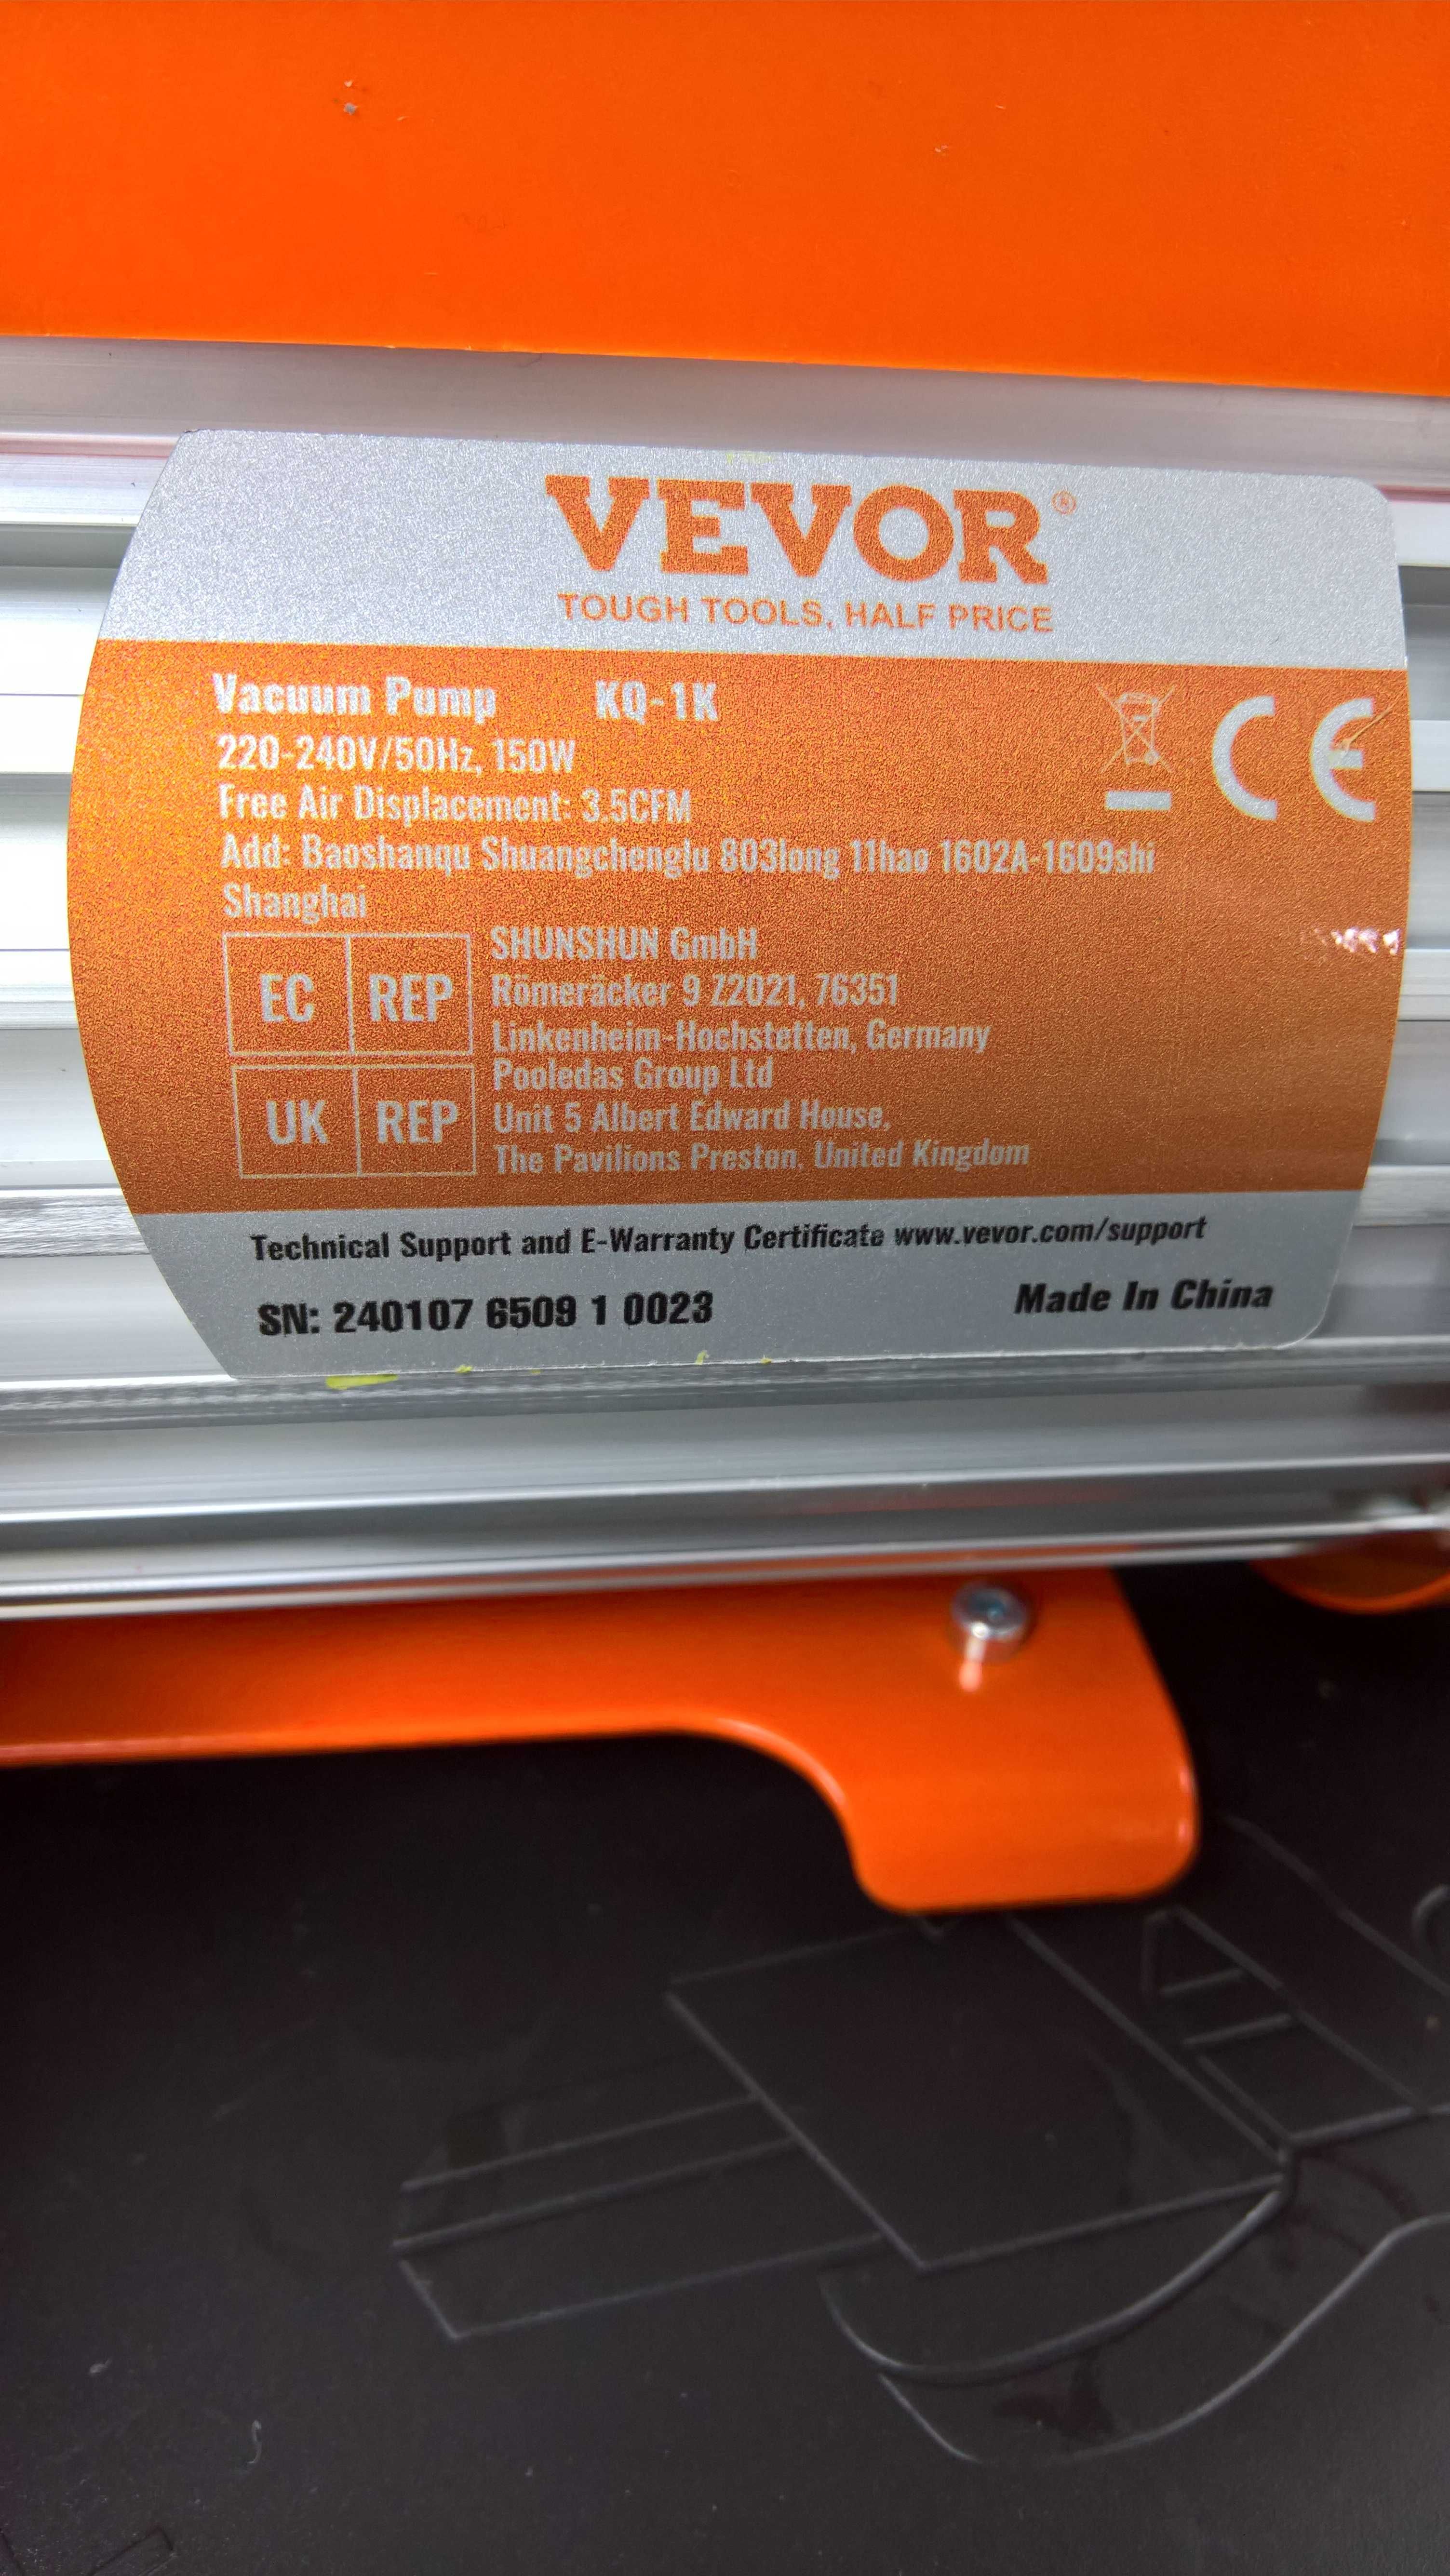 VEVOR®
TOUGH TOOLS, HALF PRICE
Vacuum Pump KQ-1K
220-240V/50Hz, 150W
Free Air Displacement: 3.5CFM
Add: Baoshanqu Shuangchenglu 803long 11hao 1602A-1609shi
Shanghai
EC REP
SHUNSHUN GmbH
Römeräcker 9 Z2021, 76351
Linkenheim-Hochstetten, Germany
UK REP
Pooledas Group Ltd
Unit 5 Albert Edward House,
The Pavilions Preston, United Kingdom
CE
Technical Support and E-Warranty Certificate www.vevor.com/support
SN: 240107 6509 1 0023
Made In China